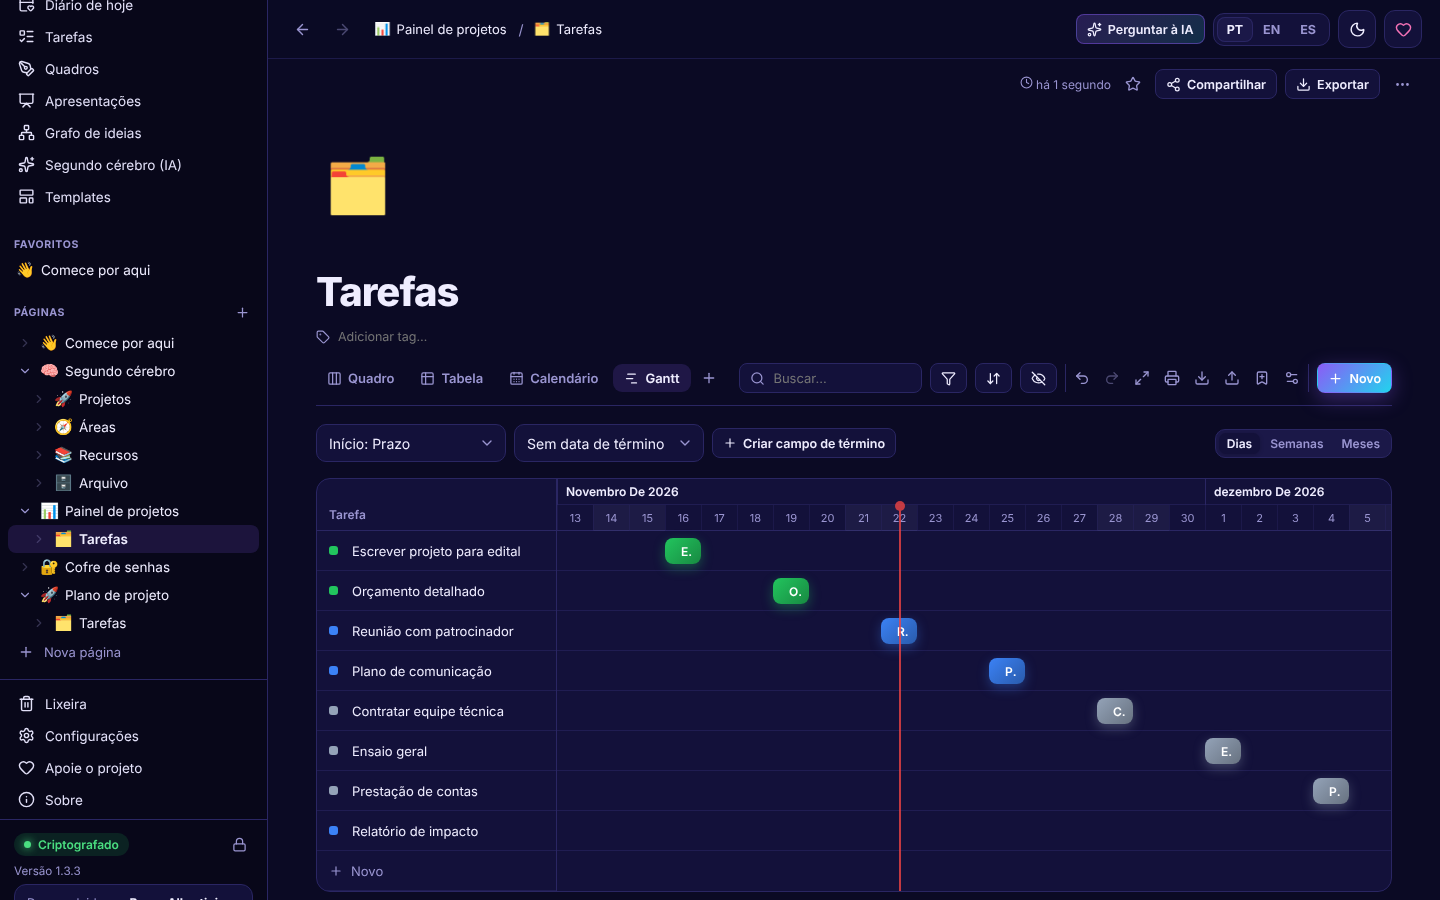 Diário de hoje
Tarefas
Quadros
Apresentações
Grafo de ideias
Segundo cérebro (IA)
Templates
FAVORITOS
Comece por aqui
PÁGINAS
Comece por aqui
Segundo cérebro
Projetos
Áreas
Recursos
Arquivo
Painel de projetos
Tarefas
Cofre de senhas
Plano de projeto
Tarefas
Nova página
Lixeira
Configurações
Apoie o projeto
Sobre
Criptografado
Versão 1.3.3
Painel de projetos / Tarefas
Perguntar à IA
PT EN ES
há 1 segundo
Compartilhar
Exportar
Tarefas
Adicionar tag...
Quadro Tabela Calendário Gantt
Buscar...
Novo
Início: Prazo
Sem data de término
Criar campo de término
Dias Semanas Meses
Tarefa
Novembro De 2026 dezembro De 2026
13 14 15 16 17 18 19 20 21 22 23 24 25 26 27 28 29 30 1 2 3 4 5
Escrever projeto para edital E.
Orçamento detalhado O.
Reunião com patrocinador R.
Plano de comunicação P.
Contratar equipe técnica C.
Ensaio geral E.
Prestação de contas P.
Relatório de impacto
Novo